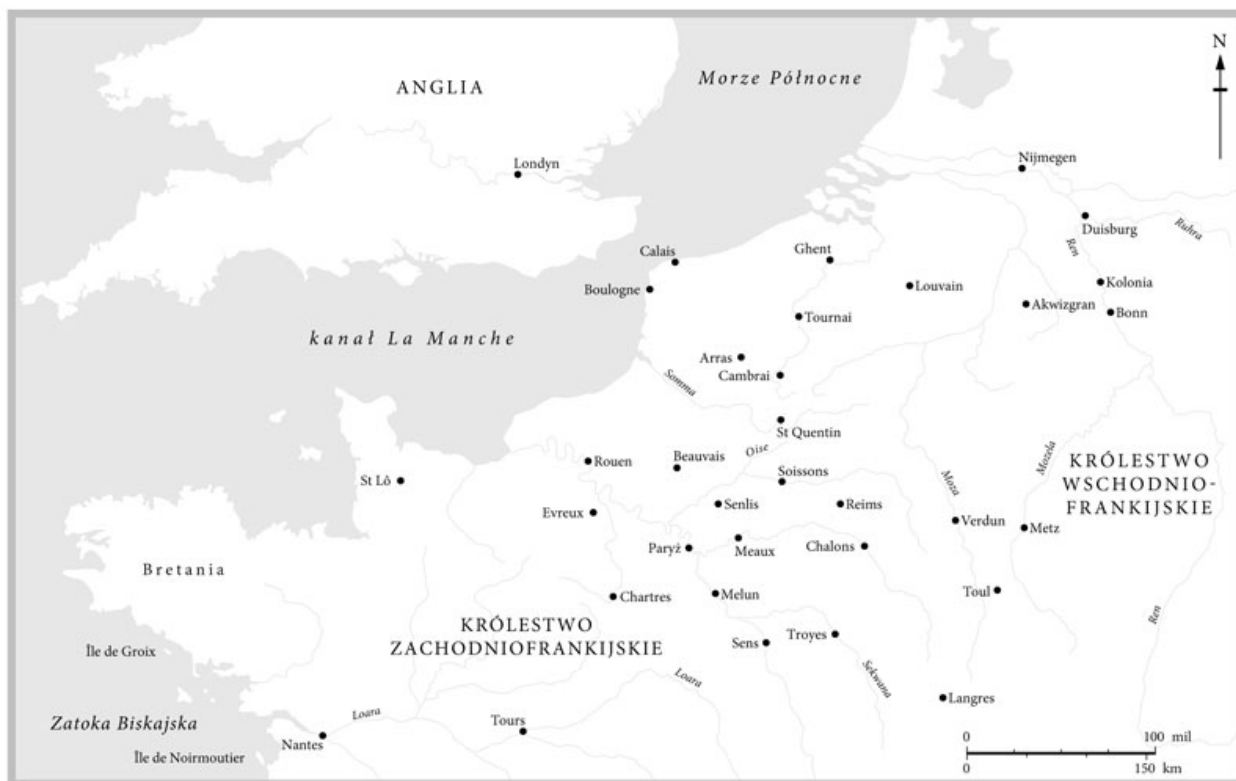 N
ANGLIA
Morze Północne
Londyn
Nijmegen
Duisburg
Ruhra
Ren
Calais
Ghent
Boulogne
Louvain
Kolonia
Akwizgran
Bonn
Tournai
kanał La Manche
Arras
Cambrai
Somma
St Quentin
Oise
Rouen
Beauvais
Soissons
Mozela
KRÓLESTWO
WSCHODNIO-
FRANKIJSKIE
St Lô
Moza
Evreux
Senlis
Reims
Verdun
Metz
Paryż
Meaux
Chalons
Bretania
Chartres
Melun
Toul
Ren
KRÓLESTWO
ZACHODNIOFRANKIJSKIE
Sens
Troyes
Île de Groix
Loara
Sekwana
Langres
Zatoka Biskajska
Loara
Tours
Nantes
Île de Noirmoutier
0 100 mil
0 150 km